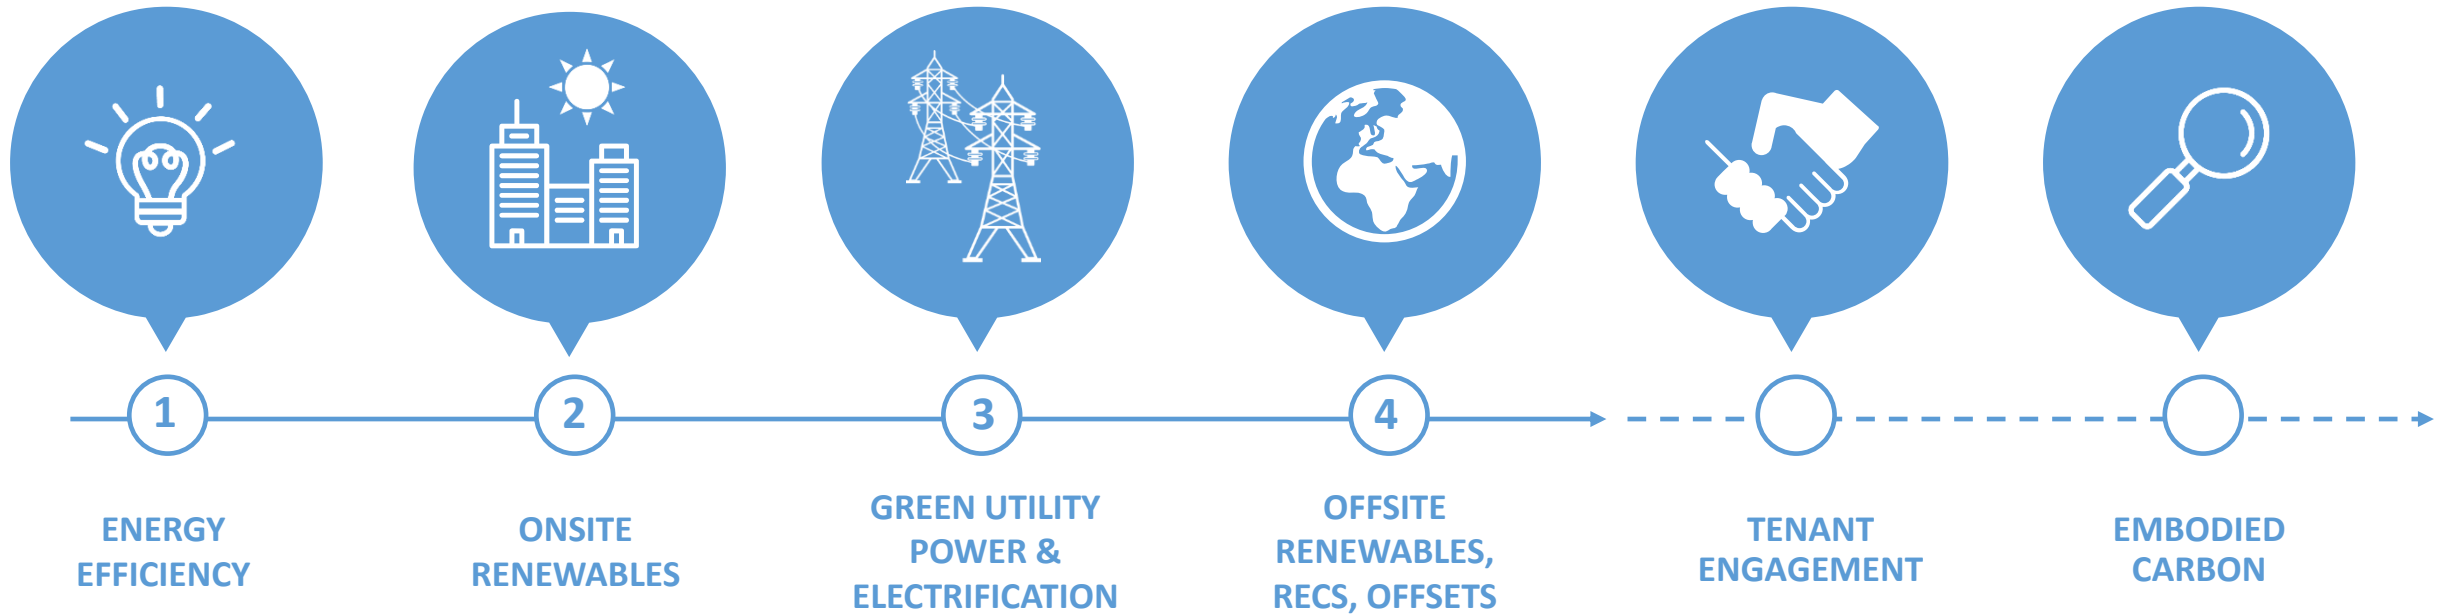 1
2
3
4
ENERGY
EFFICIENCY
ONSITE
RENEWABLES
GREEN UTILITY
POWER &
ELECTRIFICATION
OFFSITE
RENEWABLES,
RECS, OFFSETS
TENANT
ENGAGEMENT
EMBODIED
CARBON